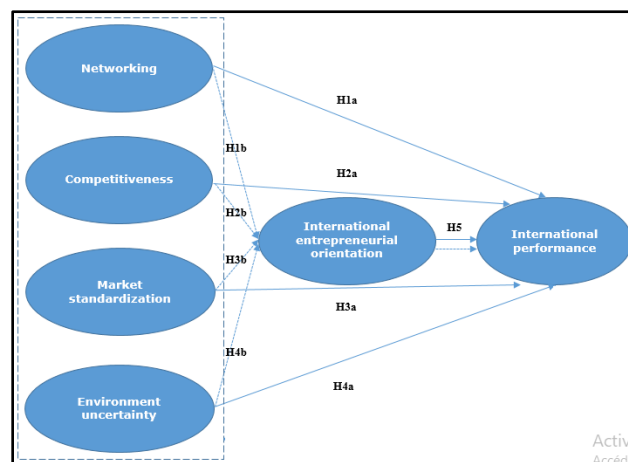 Networking
H1a
H1b
Competitiveness
H2a
H2b
International
entrepreneurial
orientation
H5
International
performance
H3b
Market
standardization
H3a
H4b
H4a
Environment
uncertainty
Activ
Accéd